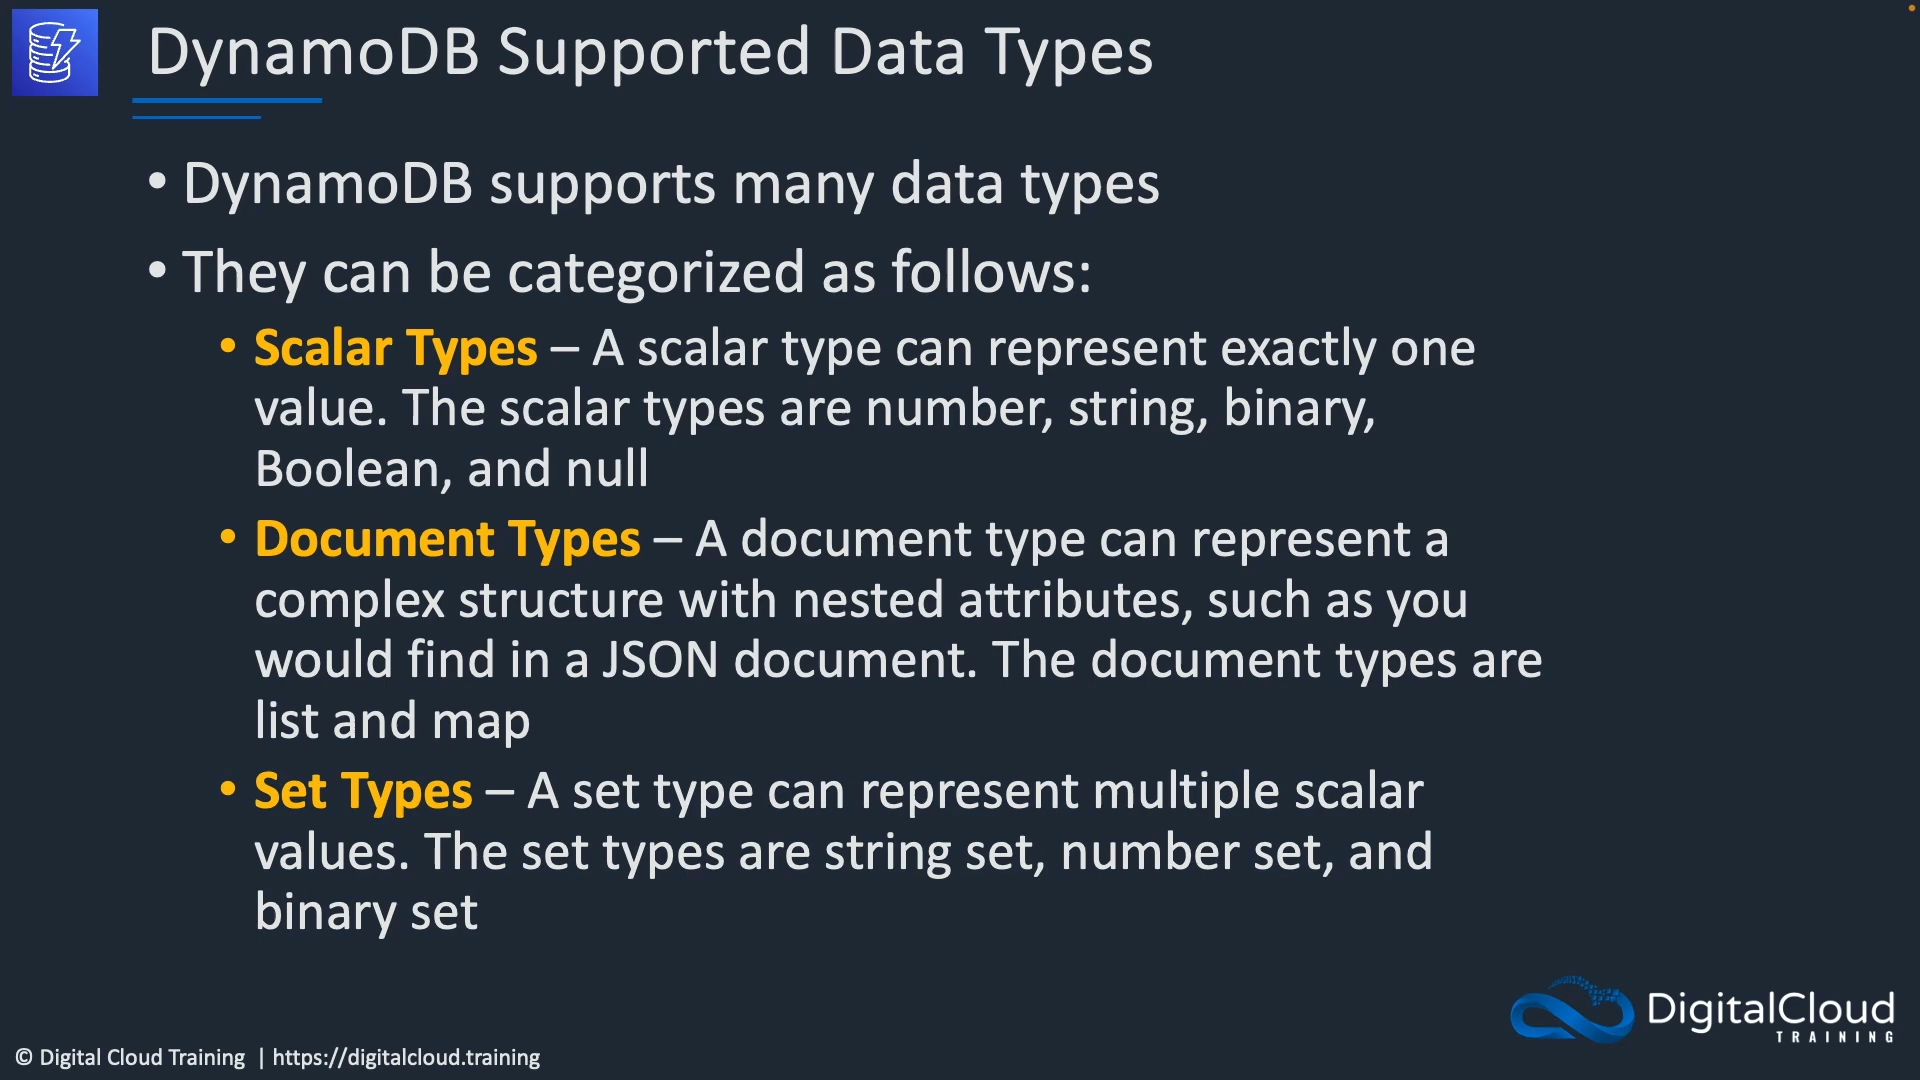 DynamoDB Supported Data Types
• DynamoDB supports many data types
• They can be categorized as follows:
• Scalar Types – A scalar type can represent exactly one
value. The scalar types are number, string, binary,
Boolean, and null
• Document Types – A document type can represent a
complex structure with nested attributes, such as you
would find in a JSON document. The document types are
list and map
• Set Types – A set type can represent multiple scalar
values. The set types are string set, number set, and
binary set
DigitalCloud
TRAINING
© Digital Cloud Training | https://digitalcloud.training